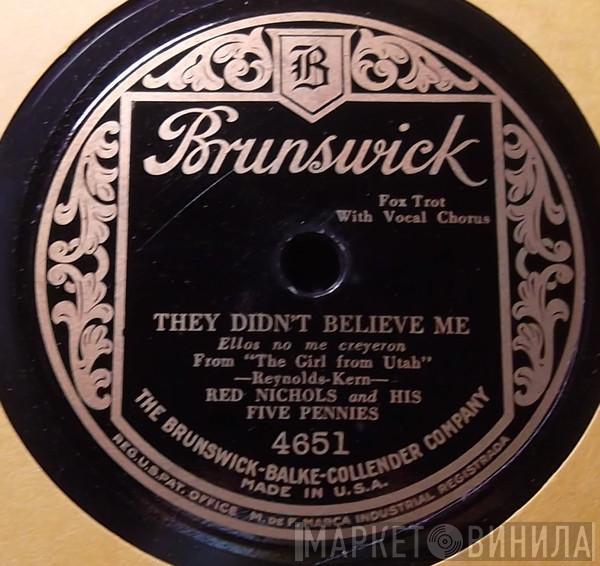 B
Brunswick
Fox Trot
With Vocal Chorus
THEY DIDN'T BELIEVE ME
Ellos no me creyeron
From "The Girl from Utah"
—Reynolds-Kern—
RED NICHOLS and HIS
FIVE PENNIES
4651
THE BRUNSWICK-BALKE-COLLENDER COMPANY
MADE IN U.S.A.
REG. U.S. PAT. OFFICE M. de F. MARCA INDUSTRIAL REGISTRADA
МАРКЕТ ВИНИЛА